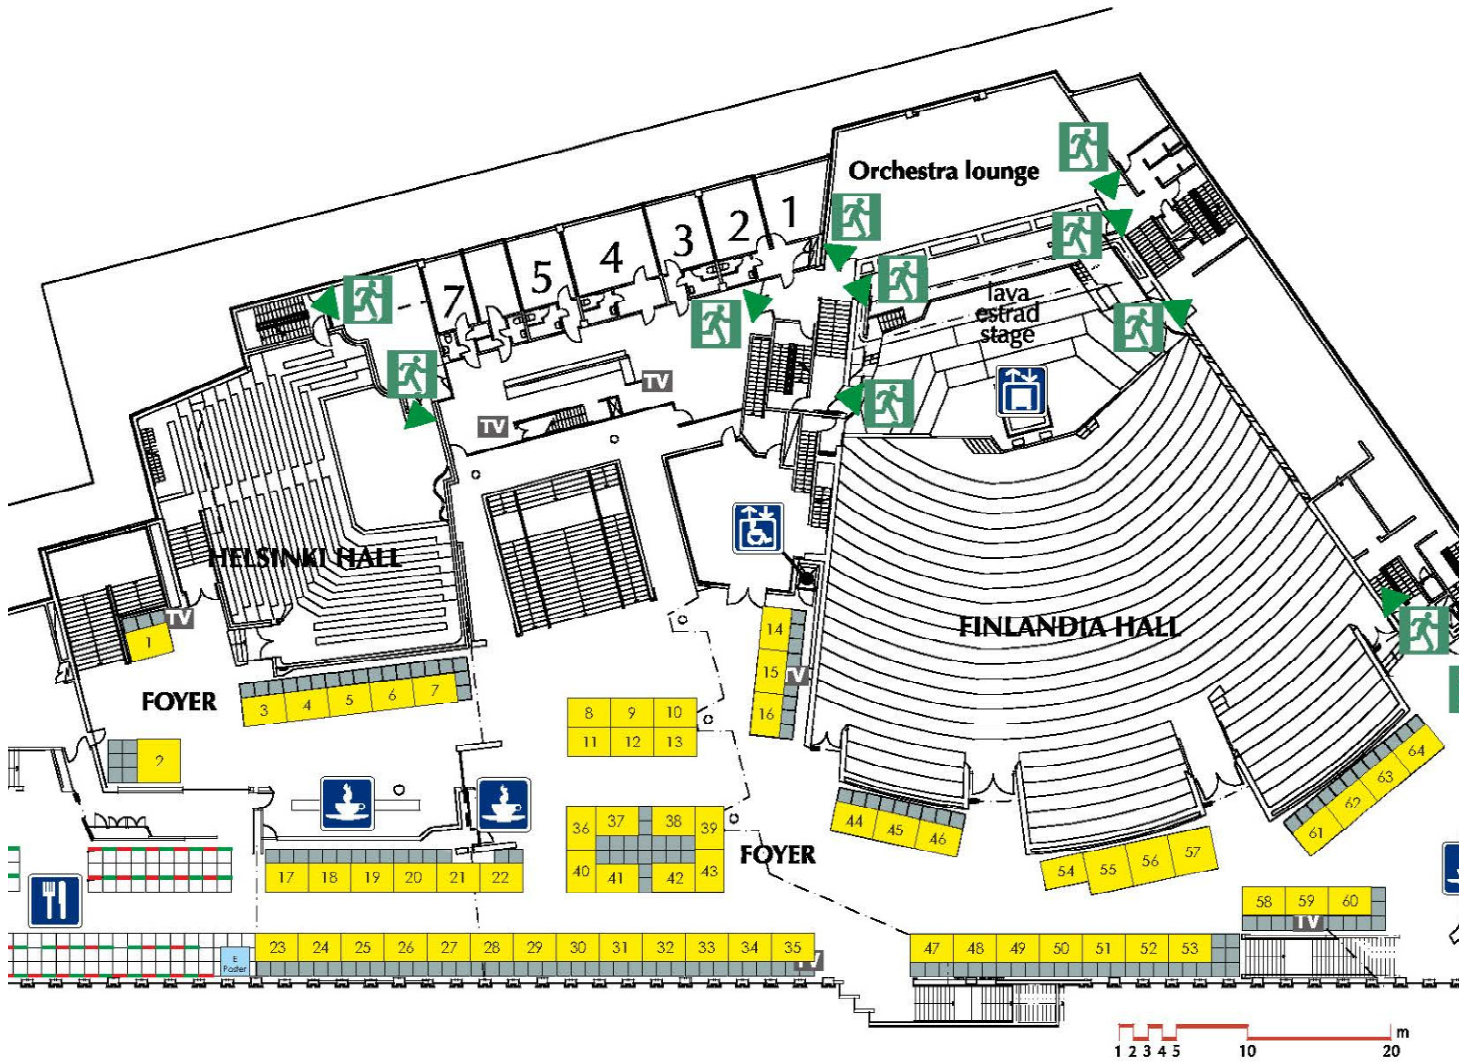 Orchestra lounge
1
2
3
4
5
7
lava
estrad
stage
TV
TV
HELSINKI HALL
FINLANDIA HALL
TV
1
14
15
TV
16
FOYER
3 4 5 6 7
8 9 10
11 12 13
2
64
63
62
61
44 45 46
36 37 38 39
40 41 42 43
FOYER
54 55 56 57
17 18 19 20 21 22
58 59 60
TV
E
Poster
23 24 25 26 27 28 29 30 31 32 33 34 35
TV
47 48 49 50 51 52 53
m
1 2 3 4 5 10 20